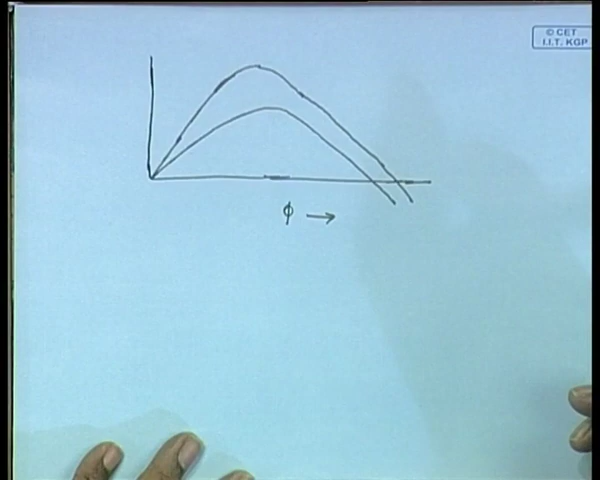 © CET
I.I.T. KGP
ϕ →